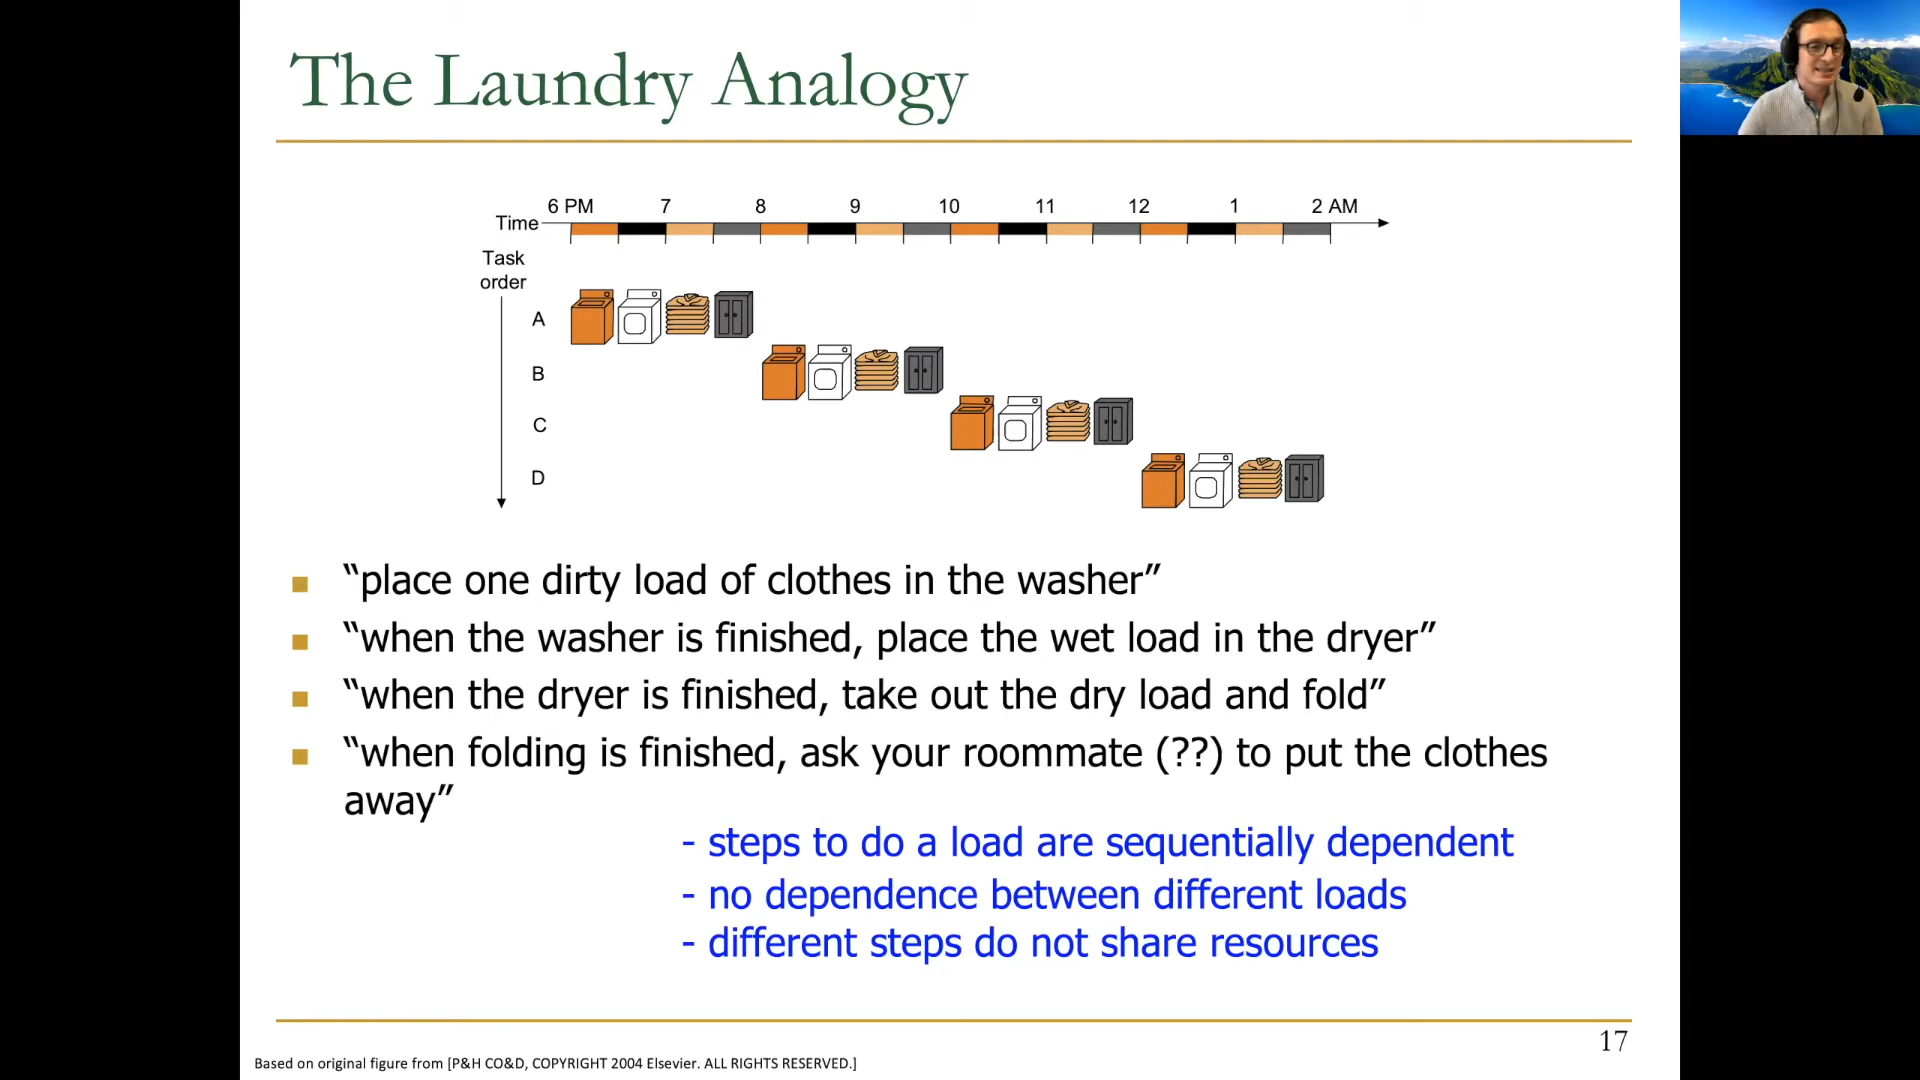 The Laundry Analogy
6 PM 7 8 9 10 11 12 1 2 AM
Time
Task
order
A
B
C
D
“place one dirty load of clothes in the washer”
“when the washer is finished, place the wet load in the dryer”
“when the dryer is finished, take out the dry load and fold”
“when folding is finished, ask your roommate (??) to put the clothes
away”
- steps to do a load are sequentially dependent
- no dependence between different loads
- different steps do not share resources
17
Based on original figure from [P&H CO&D, COPYRIGHT 2004 Elsevier. ALL RIGHTS RESERVED.]